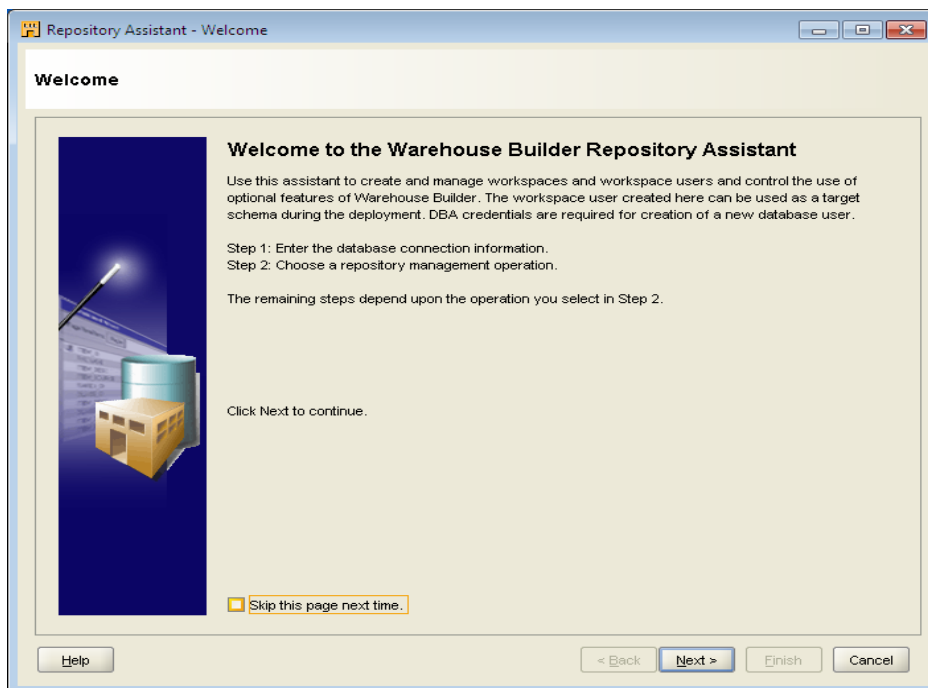 Repository Assistant - Welcome
Welcome
Welcome to the Warehouse Builder Repository Assistant
Use this assistant to create and manage workspaces and workspace users and control the use of
optional features of Warehouse Builder. The workspace user created here can be used as a target
schema during the deployment. DBA credentials are required for creation of a new database user.
Step 1: Enter the database connection information.
Step 2: Choose a repository management operation.
The remaining steps depend upon the operation you select in Step 2.
Click Next to continue.
Skip this page next time.
Help
< Back
Next >
Finish
Cancel